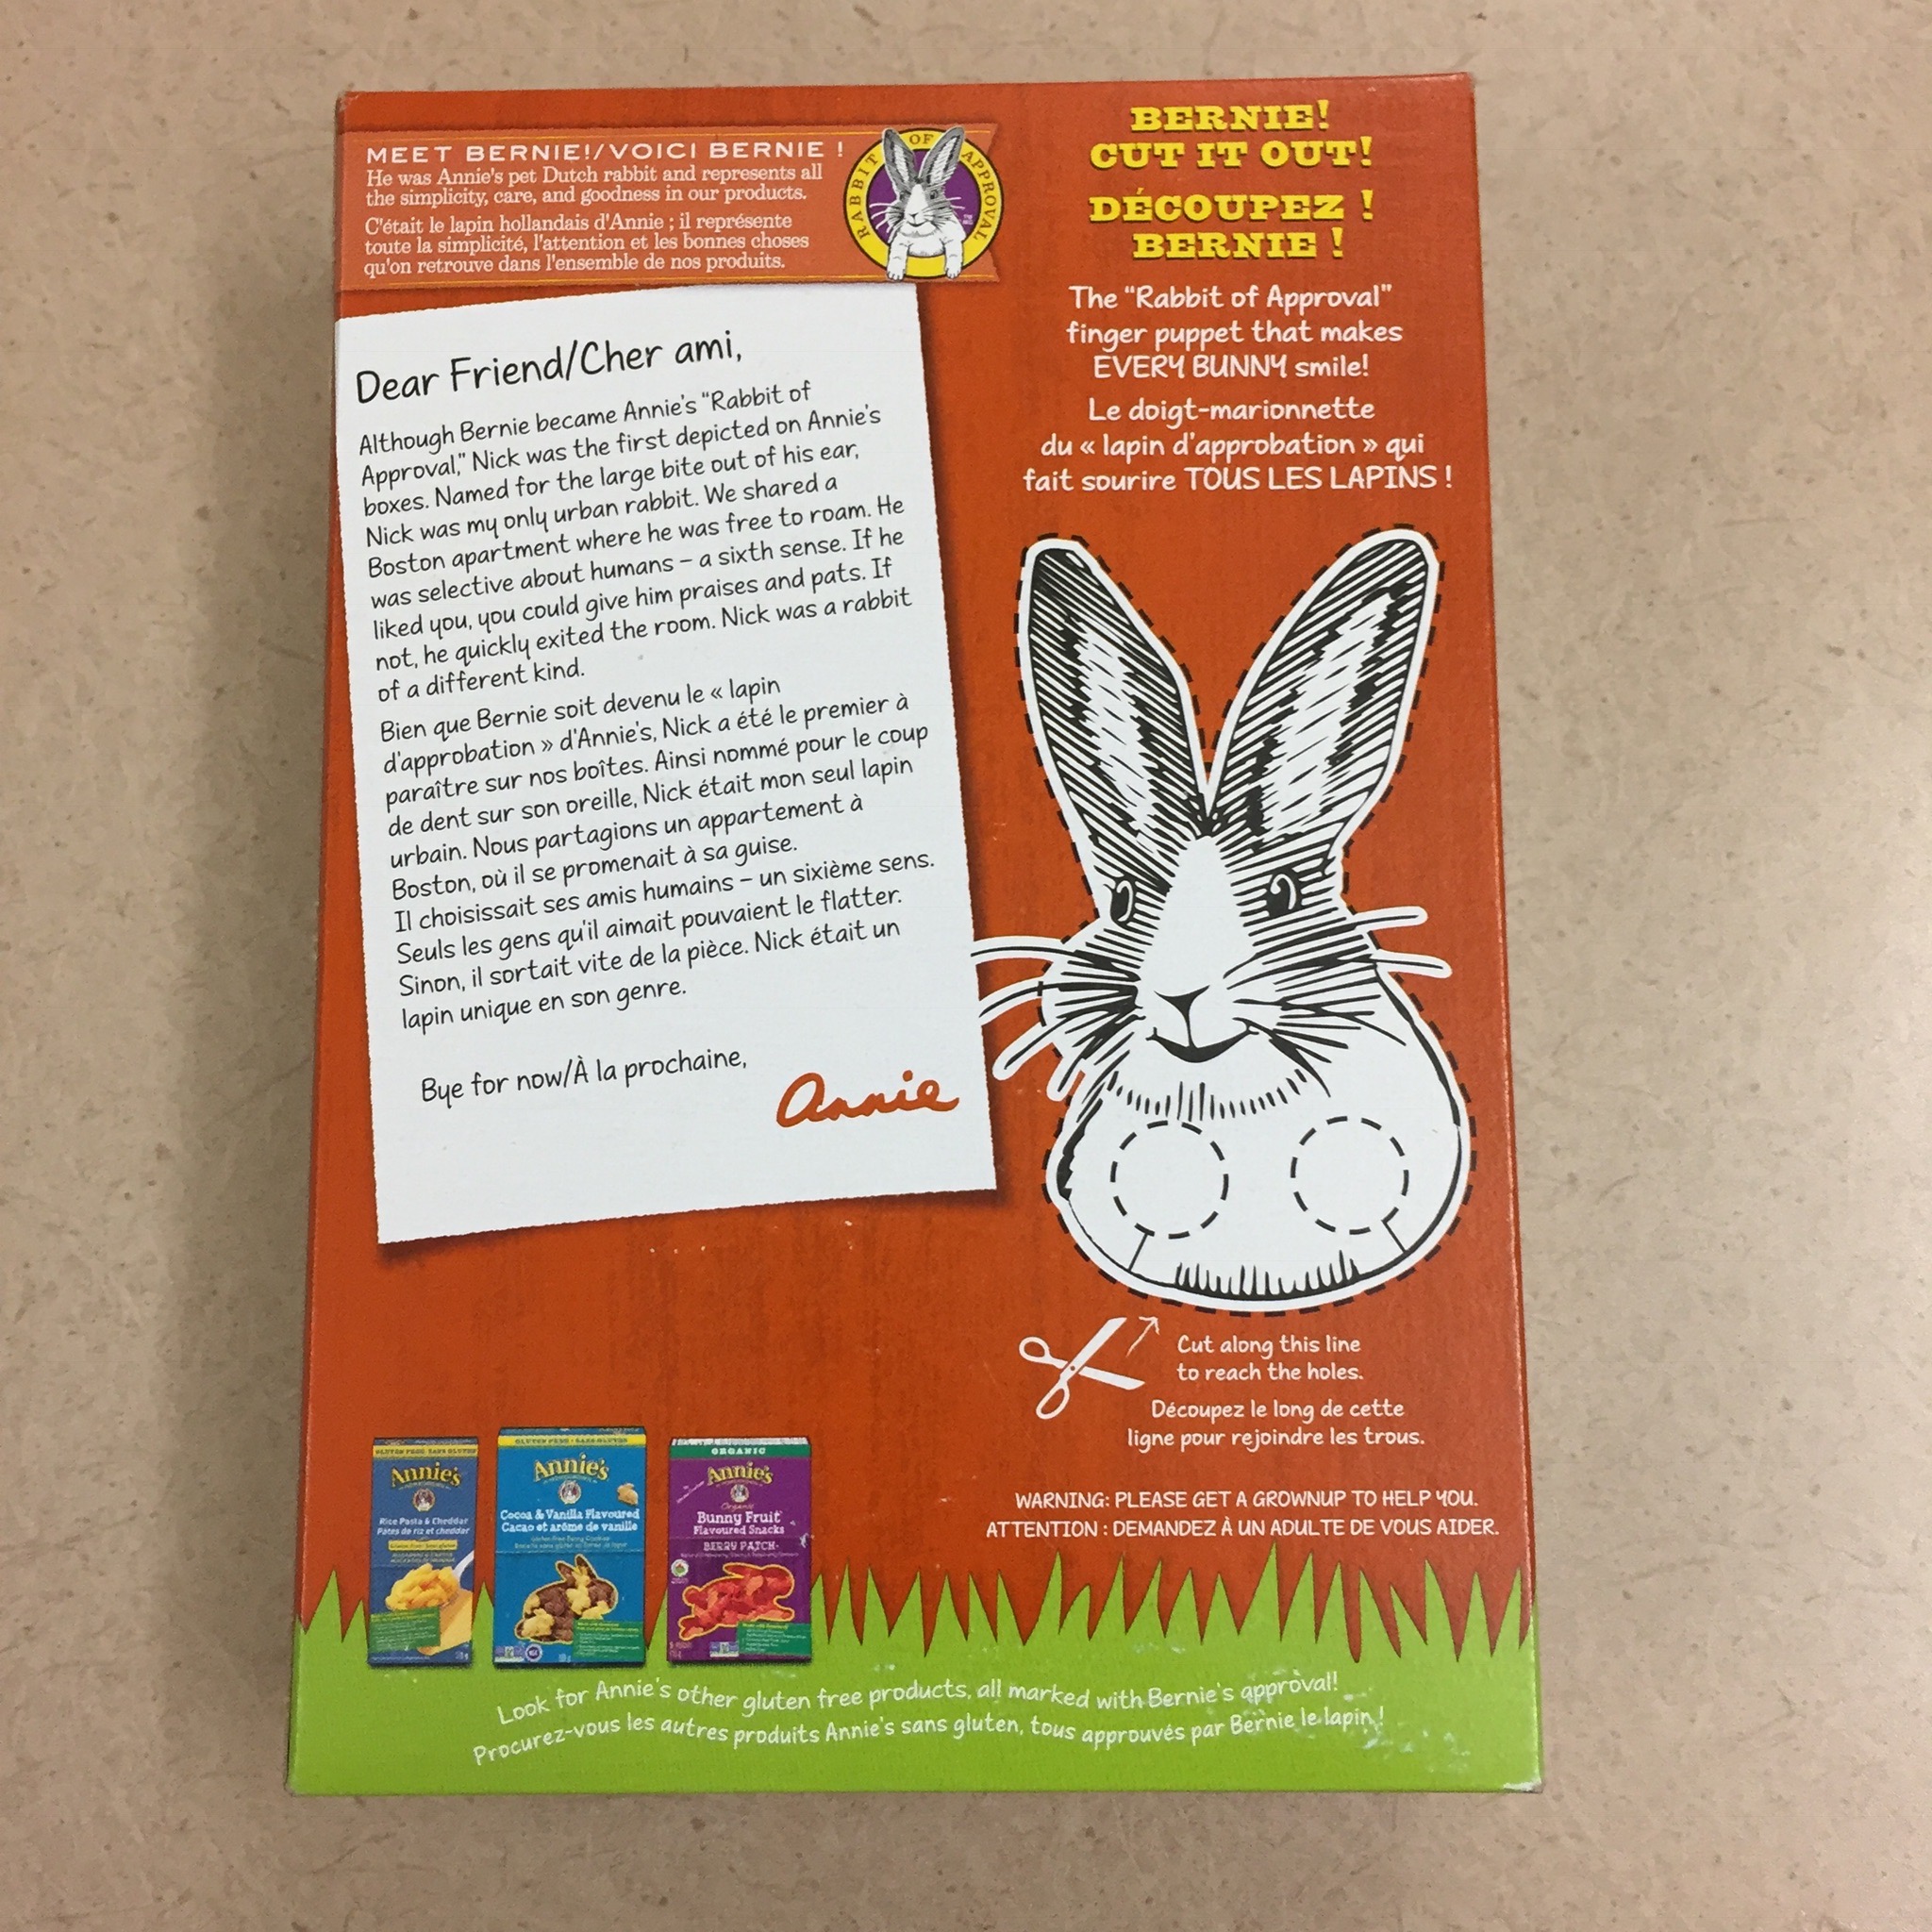 MEET BERNIE!/VOICI BERNIE !
He was Annie's pet Dutch rabbit and represents all
the simplicity, care, and goodness in our products.
C'était le lapin hollandais d'Annie ; il représente
toute la simplicité, l'attention et les bonnes choses
qu'on retrouve dans l'ensemble de nos produits.
RABBIT OF APPROVAL
Dear Friend/Cher ami,
Although Bernie became Annie's "Rabbit of
Approval," Nick was the first depicted on Annie's
boxes. Named for the large bite out of his ear,
Nick was my only urban rabbit. We shared a
Boston apartment where he was free to roam. He
was selective about humans – a sixth sense. If he
liked you, you could give him praises and pats. If
not, he quickly exited the room. Nick was a rabbit
of a different kind.
Bien que Bernie soit devenu le « lapin
d'approbation » d'Annie's, Nick a été le premier à
paraître sur nos boîtes. Ainsi nommé pour le coup
de dent sur son oreille, Nick était mon seul lapin
urbain. Nous partagions un appartement à
Boston, où il se promenait à sa guise.
Il choisissait ses amis humains – un sixième sens.
Seuls les gens qu'il aimait pouvaient le flatter.
Sinon, il sortait vite de la pièce. Nick était un
lapin unique en son genre.
Bye for now/À la prochaine,
Annie
BERNIE!
CUT IT OUT!
DÉCOUPEZ !
BERNIE !
The "Rabbit of Approval"
finger puppet that makes
EVERY BUNNY smile!
Le doigt-marionnette
du « lapin d'approbation » qui
fait sourire TOUS LES LAPINS !
Cut along this line
to reach the holes.
Découpez le long de cette
ligne pour rejoindre les trous.
WARNING: PLEASE GET A GROWNUP TO HELP YOU.
ATTENTION : DEMANDEZ À UN ADULTE DE VOUS AIDER.
GLUTEN FREE SANS GLUTEN
Annie's
Rice Pasta & Cheddar
Pâtes de riz et cheddar
GLUTEN FREE • SANS GLUTEN
Annie's
Cocoa & Vanilla Flavoured
Cacao et arôme de vanille
ORGANIC
Annie's
Organic
Bunny Fruit
Flavoured Snacks
BERRY PATCH
Look for Annie's other gluten free products, all marked with Bernie's approval!
Procurez-vous les autres produits Annie's sans gluten, tous approuvés par Bernie le lapin !